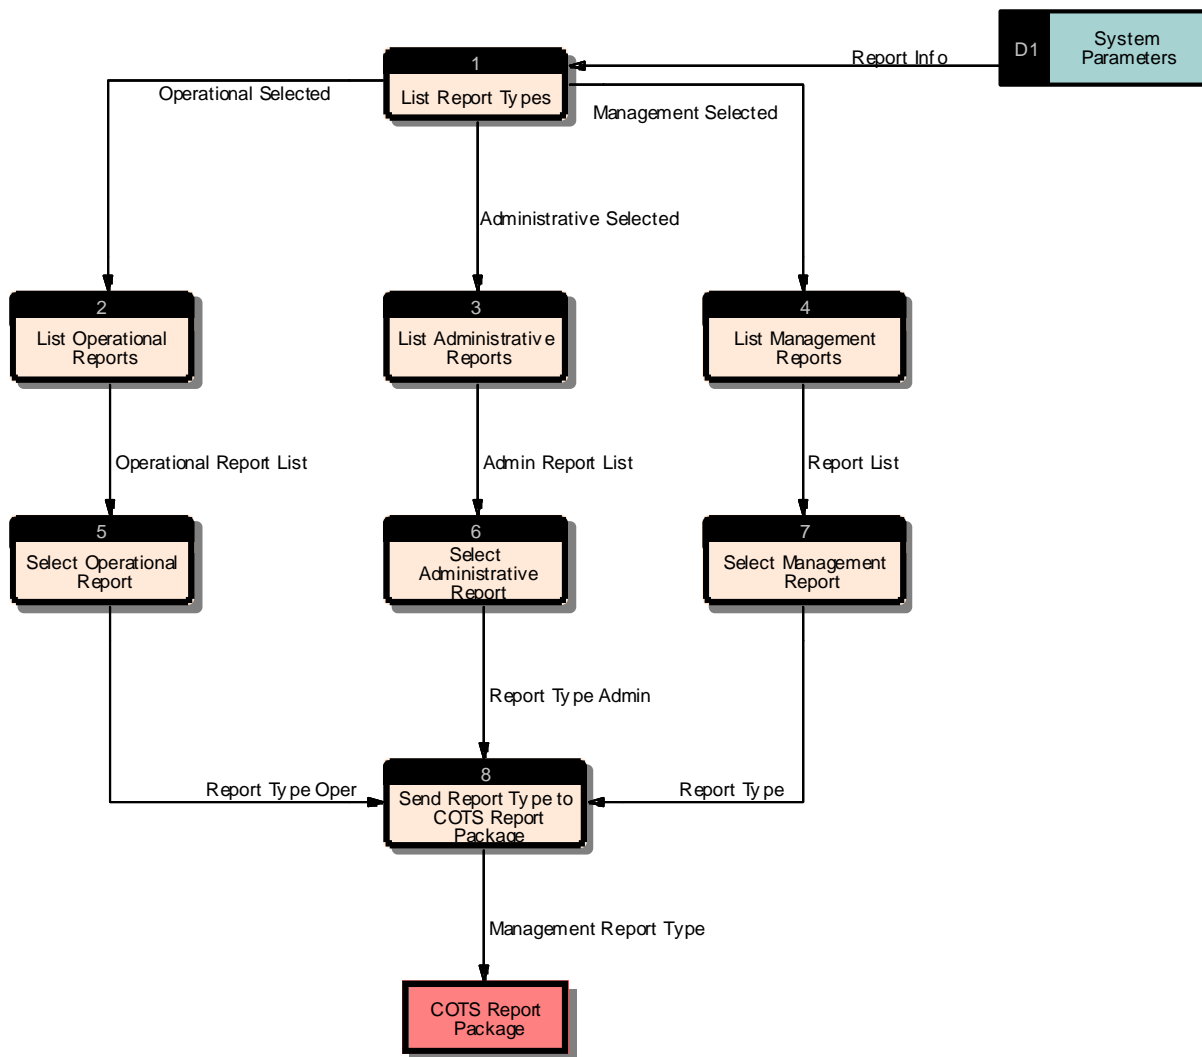 D1
System
Parameters
Report Info
1
List Report Types
Operational Selected
Management Selected
Administrative Selected
2
List Operational
Reports
3
List Administrative
Reports
4
List Management
Reports
Operational Report List
Admin Report List
Report List
5
Select Operational
Report
6
Select
Administrative
Report
7
Select Management
Report
Report Type Admin
Report Type Oper
8
Send Report Type to
COTS Report
Package
Report Type
Management Report Type
COTS Report
Package